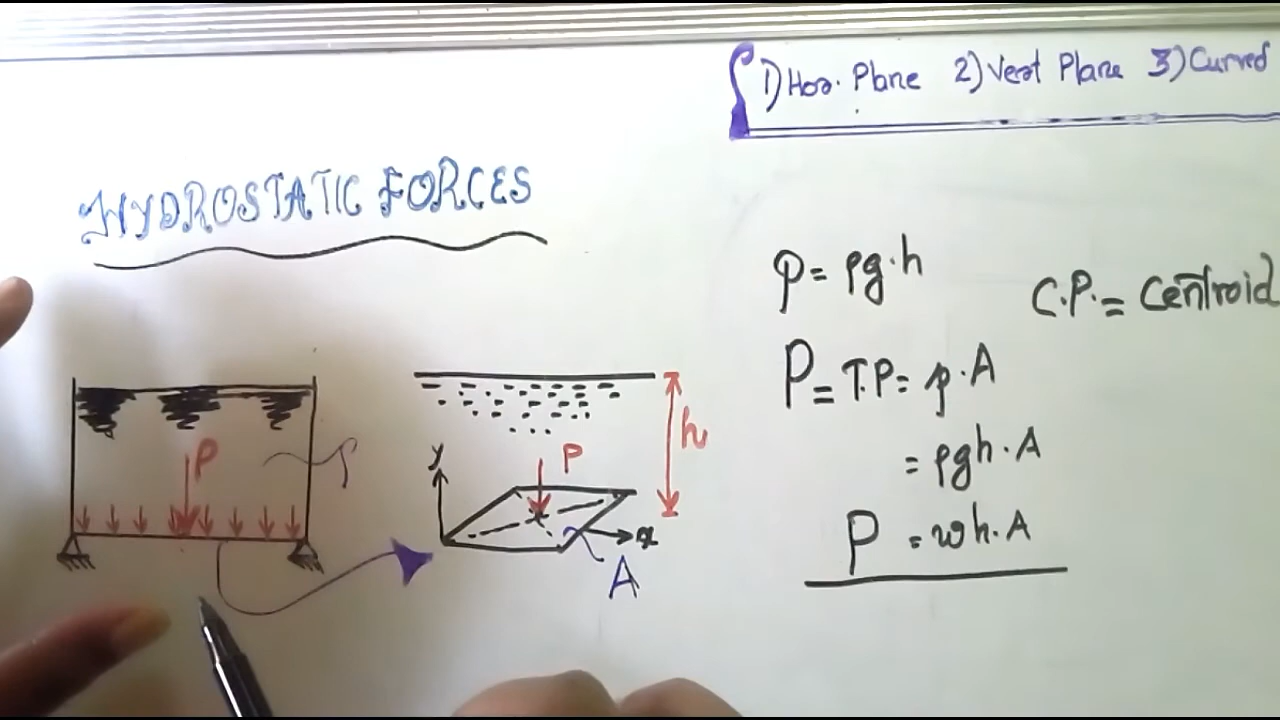 1) Hor. Plane 2) Vert Plane 3) Curved
HYDROSTATIC FORCES
p = ρg·h
C.P. = Centroid
P = T.P = p·A
= ρgh·A
P = wh·A
P
ρ
h
P
y
x
A